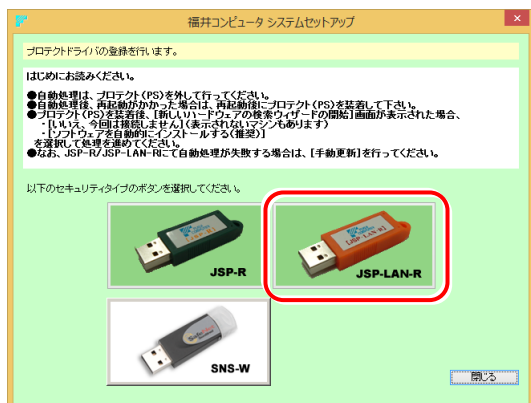 福井コンピュータ システムセットアップ
プロテクトドライバの登録を行います。
はじめにお読みください。
●自動処理は、プロテクト(PS)を外して行ってください。
●自動処理後、再起動がかかった場合は、再起動後にプロテクト(PS)を装着して下さい。
●プロテクト(PS)を装着後、[新しいハードウェアの検索ウィザードの開始]画面が表示された場合、
・[いいえ、今回は接続しません](表示されないマシンもあります)
・[ソフトウェアを自動的にインストールする(推奨)]
を選択して処理を進めてください。
●なお、JSP-R/JSP-LAN-Rにて自動処理が失敗する場合は、[手動更新]を行ってください。
以下のセキュリティタイプのボタンを選択してください。
[JSP-R]
JSP-R
[JSP-LAN-R]
JSP-LAN-R
SNS-W
閉じる